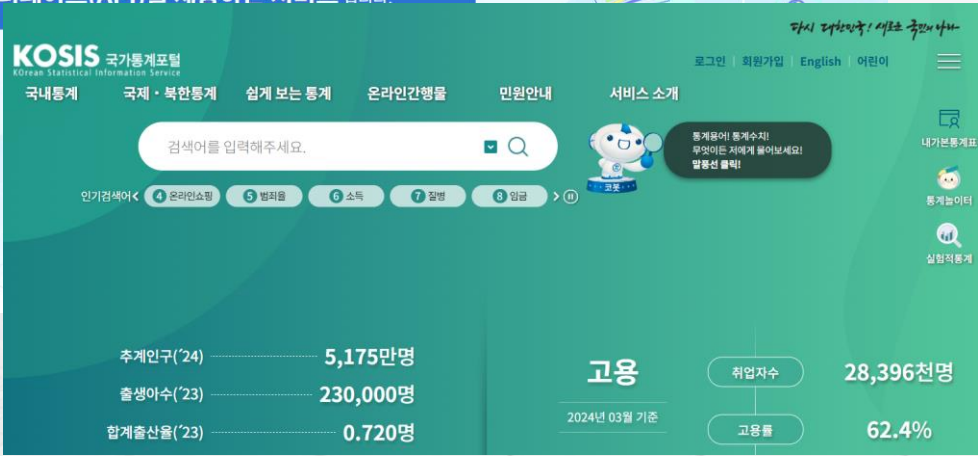 다시 대한민국! 새로운 국민의 나라
KOSIS 국가통계포털
KOrean Statistical Information Service
로그인 회원가입 English 어린이
국내통계 국제・북한통계 쉽게 보는 통계 온라인간행물 민원안내 서비스 소개
검색어를 입력해주세요.
통계용어! 통계수치!
무엇이든 저에게 물어보세요!
말풍선 클릭!
코봇
인기검색어 4 온라인쇼핑 5 범죄율 6 소득 7 질병 8 임금
내가본통계표
통계놀이터
실험적통계
추계인구(´24) 5,175만명
출생아수(´23) 230,000명
합계출산율(´23) 0.720명
고용
2024년 03월 기준
취업자수 28,396천명
고용률 62.4%